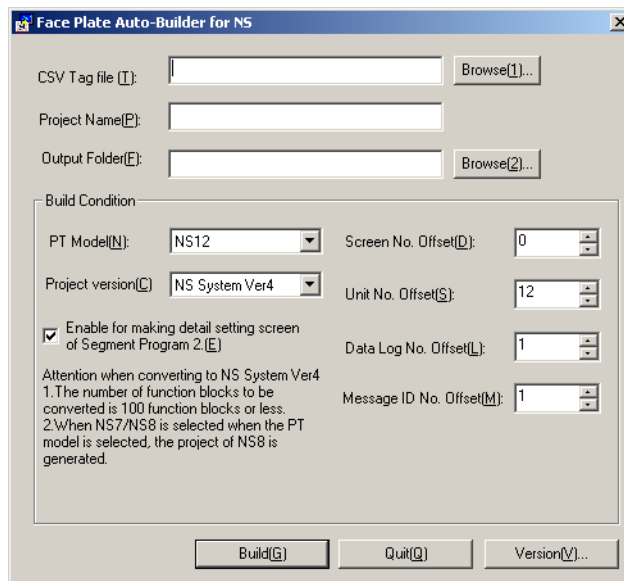 Face Plate Auto-Builder for NS
CSV Tag file (T):
Browse(1)...
Project Name(P):
Output Folder(F):
Browse(2)...
Build Condition
PT Model(N):
NS12
Screen No. Offset(D):
0
Project version(C)
NS System Ver4
Unit No. Offset(S):
12
Enable for making detail setting screen
of Segment Program 2.(E)
Data Log No. Offset(L):
1
Attention when converting to NS System Ver4
1.The number of function blocks to be
converted is 100 function blocks or less.
2.When NS7/NS8 is selected when the PT
model is selected, the project of NS8 is
generated.
Message ID No. Offset(M):
1
Build(G)
Quit(Q)
Version(V)...